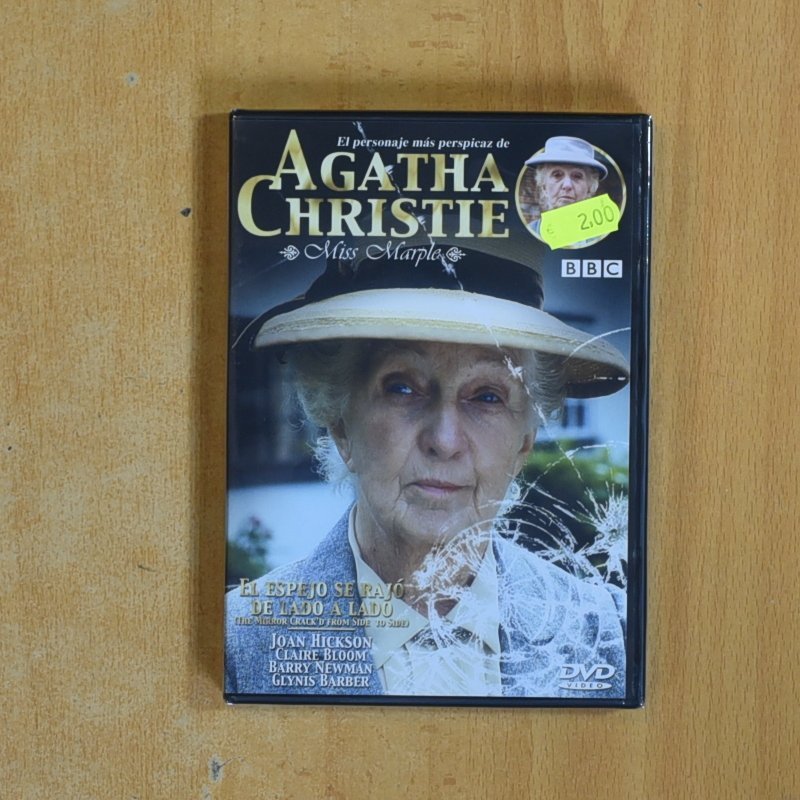 El personaje más perspicaz de
AGATHA
CHRISTIE
Miss Marple
€ 2,00
BBC
EL ESPEJO SE RAJÓ
DE LADO A LADO
(THE MIRROR CRACK'D FROM SIDE TO SIDE)
JOAN HICKSON
CLAIRE BLOOM
BARRY NEWMAN
GLYNIS BARBER
DVD
VIDEO